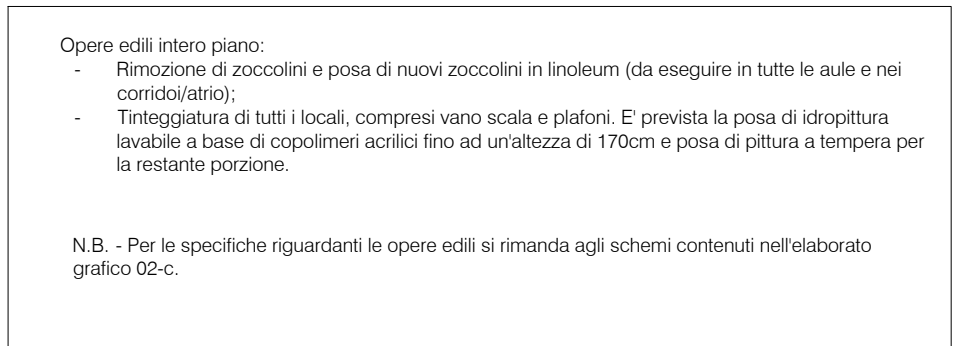 Opere edili intero piano:
- Rimozione di zoccolini e posa di nuovi zoccolini in linoleum (da eseguire in tutte le aule e nei
corridoi/atrio);
- Tinteggiatura di tutti i locali, compresi vano scala e plafoni. E' prevista la posa di idropittura
lavabile a base di copolimeri acrilici fino ad un'altezza di 170cm e posa di pittura a tempera per
la restante porzione.
N.B. - Per le specifiche riguardanti le opere edili si rimanda agli schemi contenuti nell'elaborato
grafico 02-c.